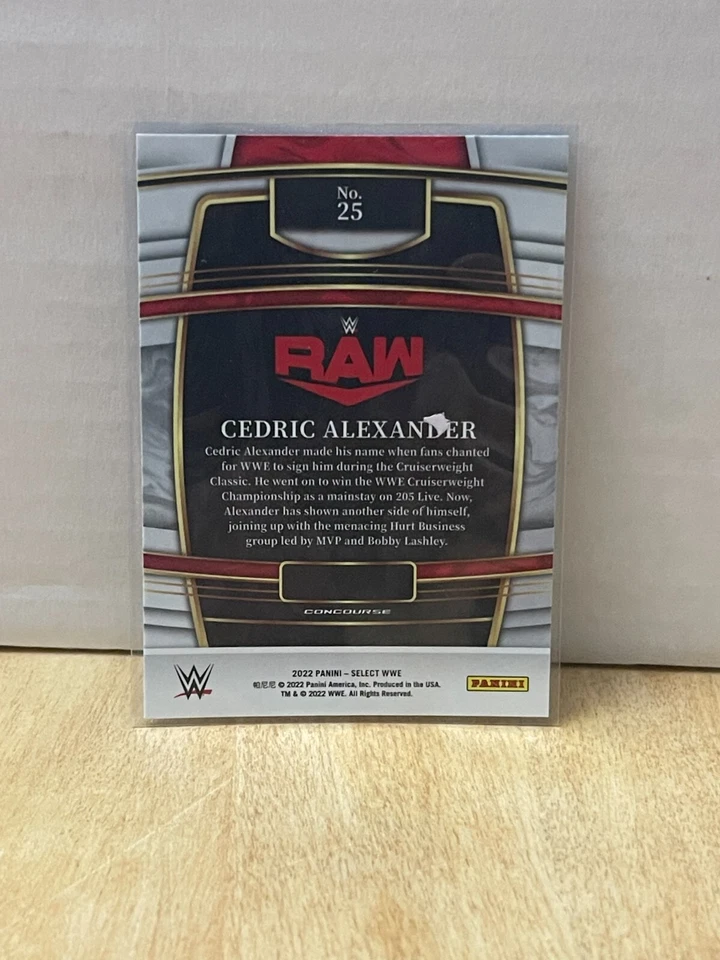 No.
25
W
RAW
CEDRIC ALEXANDER
Cedric Alexander made his name when fans chanted
for WWE to sign him during the Cruiserweight
Classic. He went on to win the WWE Cruiserweight
Championship as a mainstay on 205 Live. Now,
Alexander has shown another side of himself,
joining up with the menacing Hurt Business
group led by MVP and Bobby Lashley.
CONCOURSE
W
2022 PANINI – SELECT WWE
帕尼尼 © 2022 Panini America, Inc. Produced in the USA.
TM & © 2022 WWE. All Rights Reserved.
PANINI